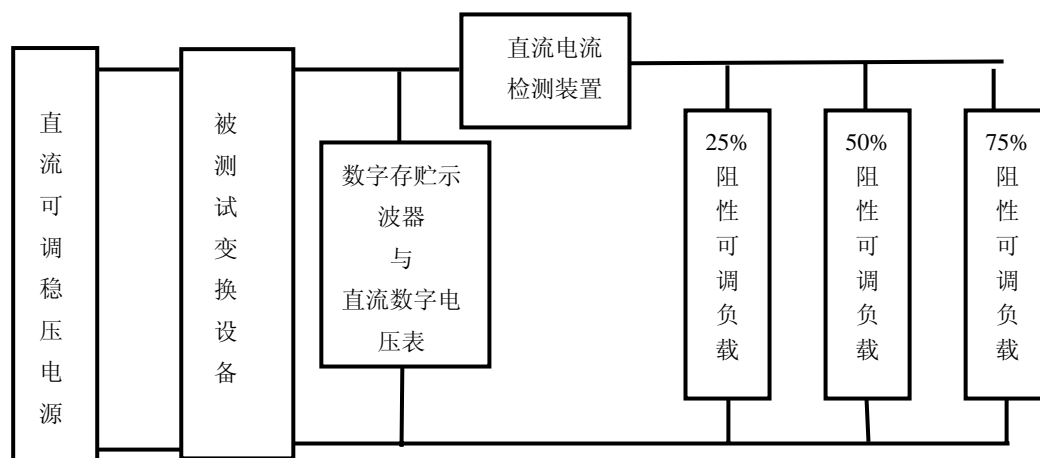 直流可调稳压电源
被测试变换设备
数字存贮示
波器
与
直流数字电
压表
直流电流
检测装置
25%
阻性可调负载
50%
阻性可调负载
75%
阻性可调负载